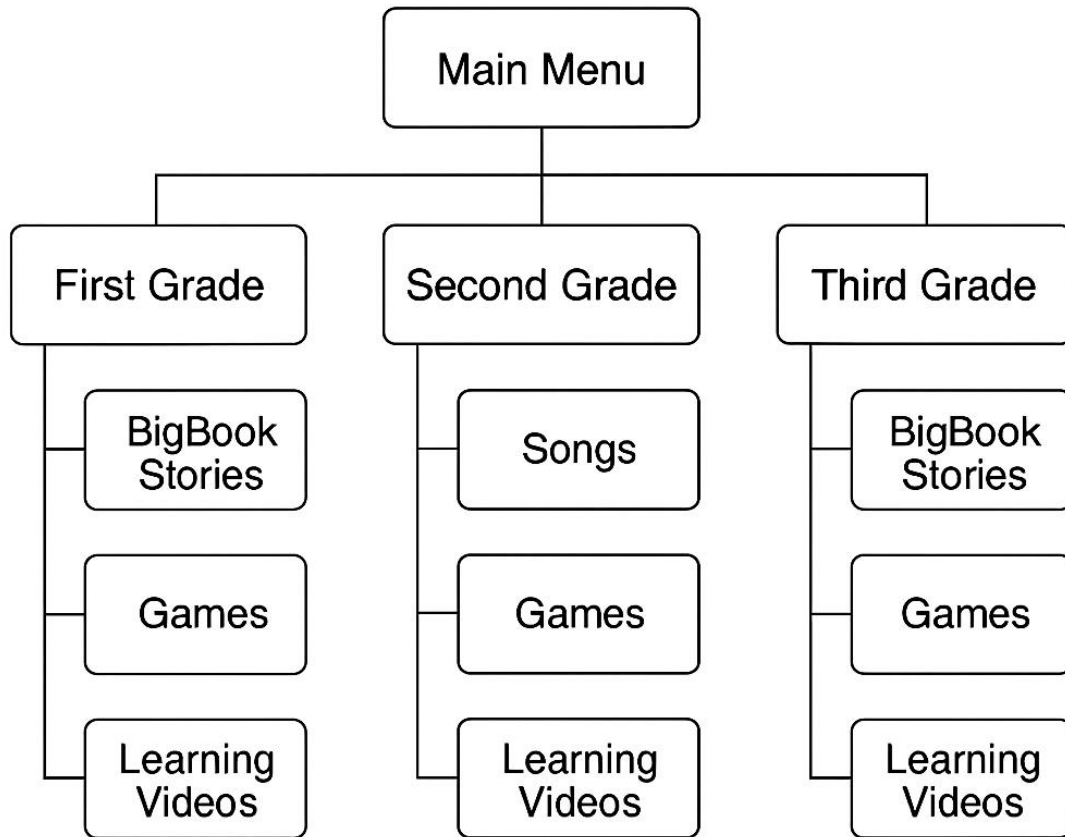 Main Menu
First Grade
Second Grade
Third Grade
BigBook
Stories
Songs
BigBook
Stories
Games
Games
Games
Learning
Videos
Learning
Videos
Learning
Videos